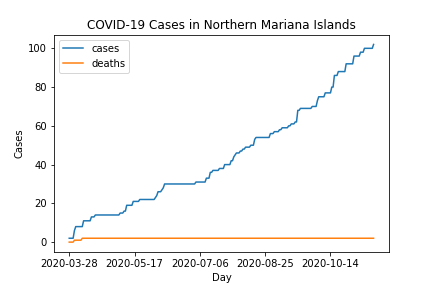 COVID-19 Cases in Northern Mariana Islands
cases
deaths
100
80
60
40
20
0
Cases
2020-03-28 2020-05-17 2020-07-06 2020-08-25 2020-10-14
Day